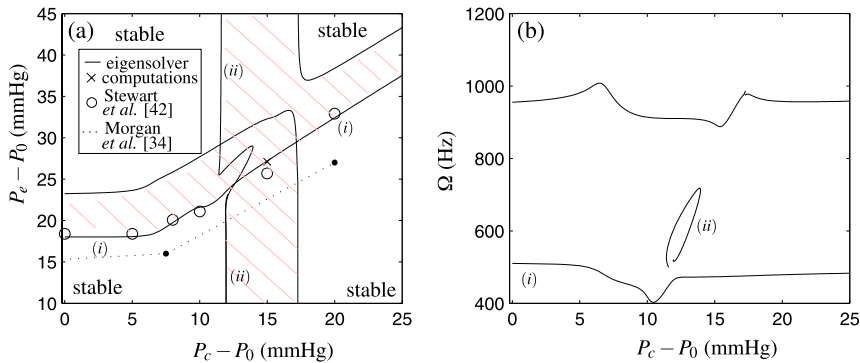 (a)
stable
stable
eigensolver
computations
Stewart
et al. [42]
Morgan
et al. [34]
(ii)
(i)
(i)
(ii)
stable
stable
45
40
35
30
25
20
15
10
0 5 10 15 20 25
P_e − P_0 (mmHg)
P_c − P_0 (mmHg)
(b)
1200
1000
800
600
400
0 5 10 15 20 25
Ω (Hz)
P_c − P_0 (mmHg)
(ii)
(i)